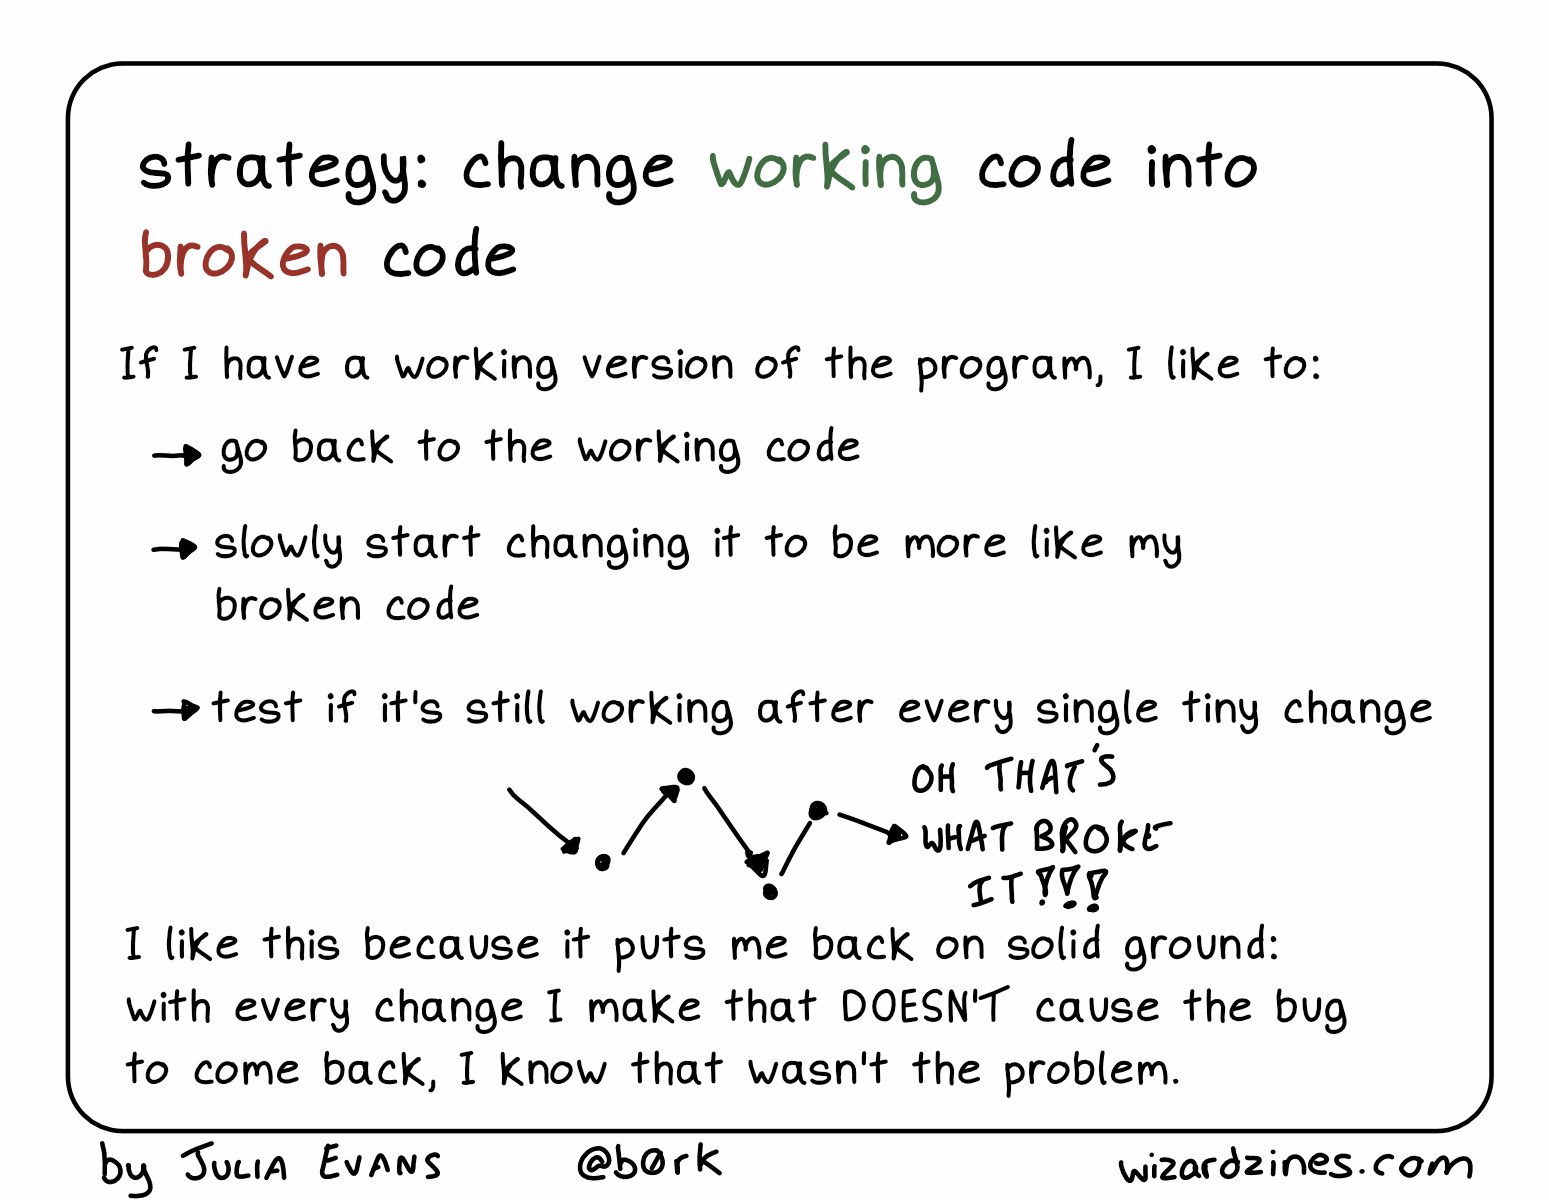 strategy: change working code into
broken code
If I have a working version of the program, I like to:
→ go back to the working code
→ slowly start changing it to be more like my
broken code
→ test if it's still working after every single tiny change
OH THAT'S
WHAT BROKE
IT!!!
I like this because it puts me back on solid ground:
with every change I make that DOESN'T cause the bug
to come back, I know that wasn't the problem.
by JULIA EVANS @b0rk wizardzines.com